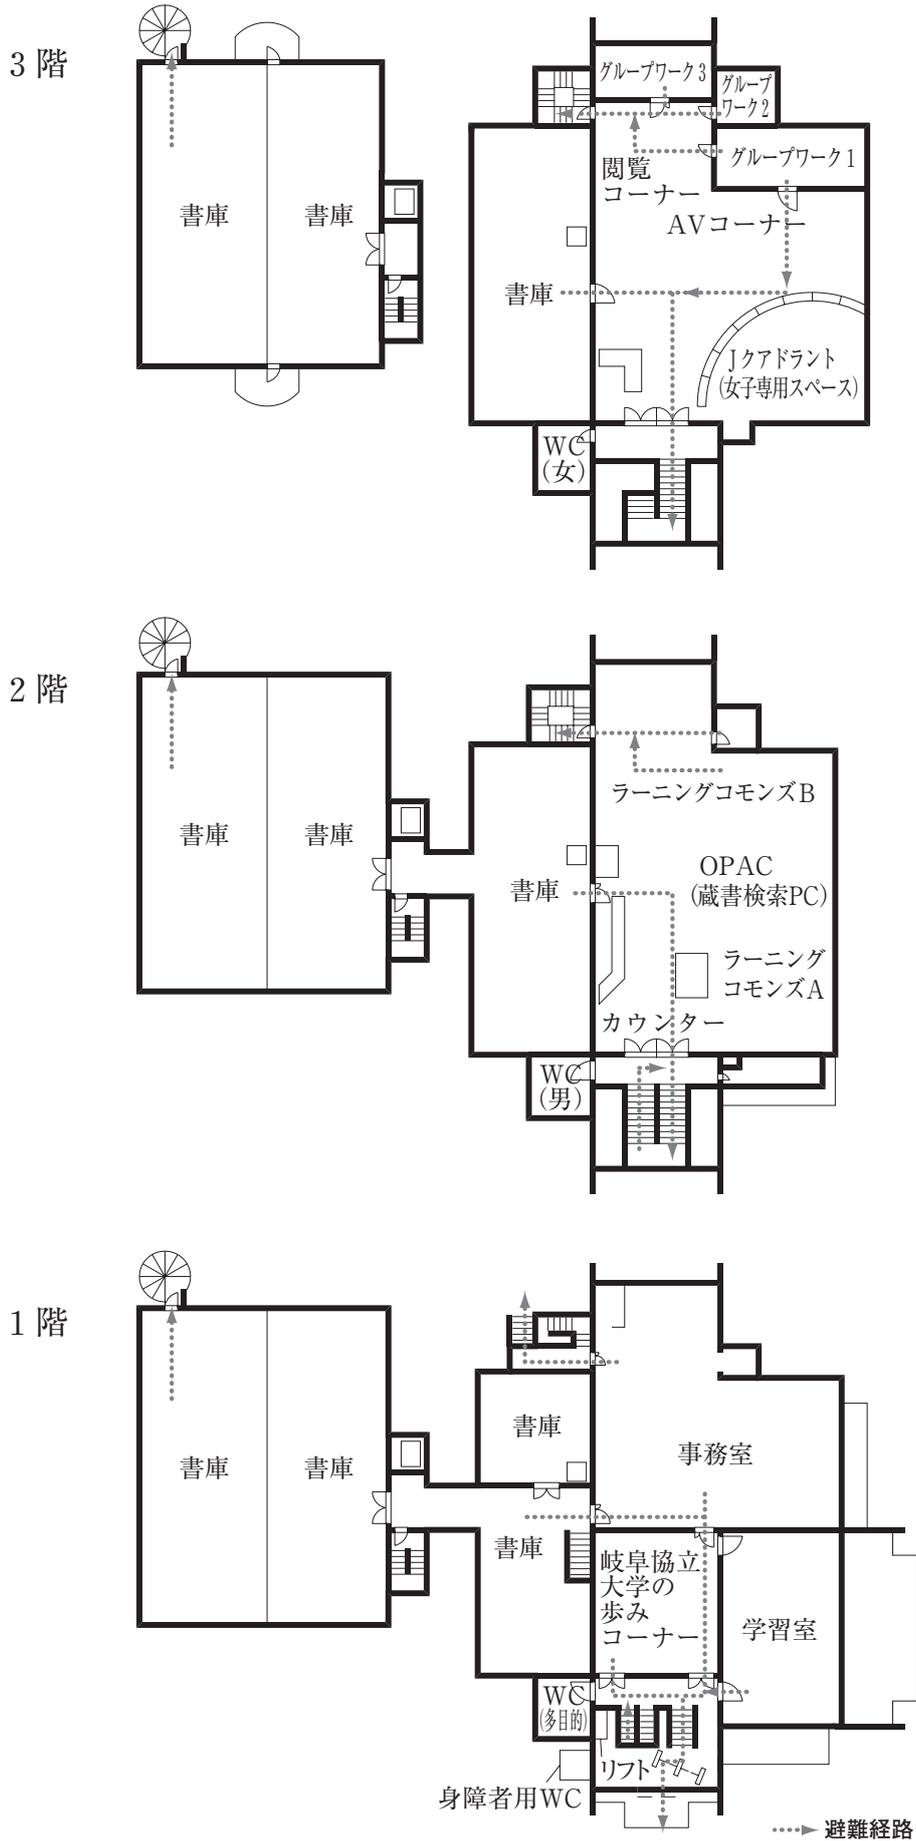 3 階
グループワーク 3
グループ
ワーク 2
グループワーク 1
閲覧
コーナー
AVコーナー
書庫
書庫
書庫
Jクアドラント
(女子専用スペース)
WC
(女)
2 階
ラーニングコモンズB
書庫
書庫
OPAC
(蔵書検索PC)
書庫
ラーニング
コモンズA
カウンター
WC
(男)
1 階
書庫
事務室
書庫
書庫
書庫
岐阜協立
大学の
歩み
コーナー
学習室
WC
(多目的)
リフト
身障者用WC
避難経路